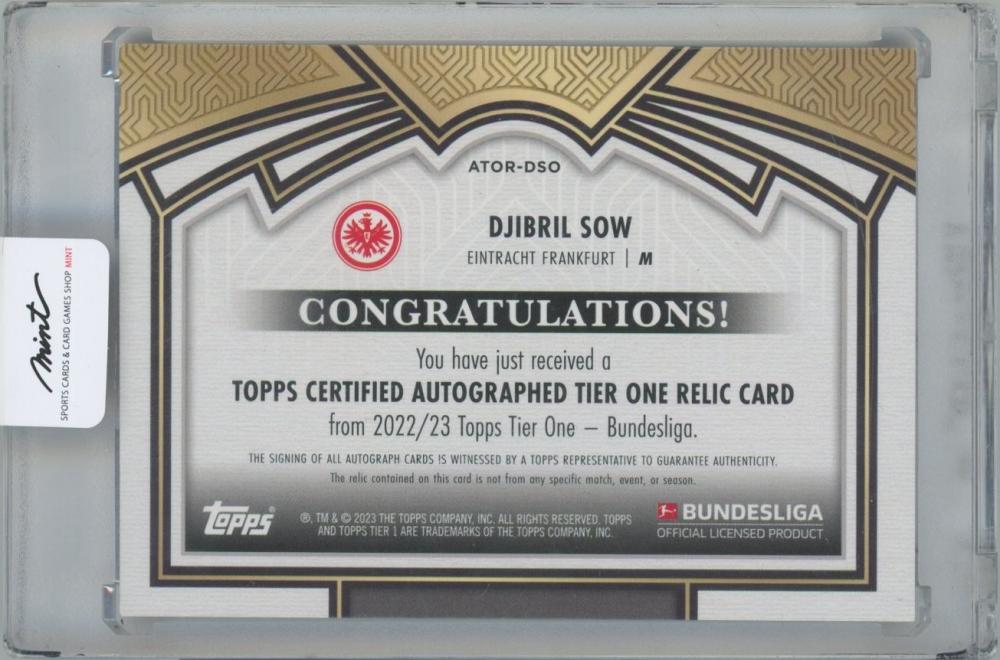 ATOR-DSO
DJIBRIL SOW
EINTRACHT FRANKFURT | M
CONGRATULATIONS!
You have just received a
TOPPS CERTIFIED AUTOGRAPHED TIER ONE RELIC CARD
from 2022/23 Topps Tier One – Bundesliga.
THE SIGNING OF ALL AUTOGRAPH CARDS IS WITNESSED BY A TOPPS REPRESENTATIVE TO GUARANTEE AUTHENTICITY.
The relic contained on this card is not from any specific match, event, or season.
topps
®, TM & © 2023 THE TOPPS COMPANY, INC. ALL RIGHTS RESERVED. TOPPS
AND TOPPS TIER 1 ARE TRADEMARKS OF THE TOPPS COMPANY, INC.
BUNDESLIGA
OFFICIAL LICENSED PRODUCT
mint
SPORTS CARDS & CARD GAMES SHOP MINT